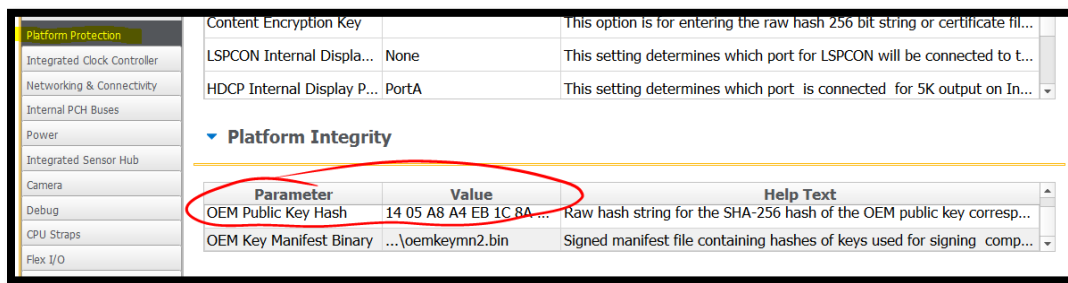 Platform Protection
Integrated Clock Controller
Networking & Connectivity
Internal PCH Buses
Power
Integrated Sensor Hub
Camera
Debug
CPU Straps
Flex I/O
Content Encryption Key This option is for entering the raw hash 256 bit string or certificate fil...
LSPCON Internal Displa... None This setting determines which port for LSPCON will be connected to t...
HDCP Internal Display P... PortA This setting determines which port is connected for 5K output on In...
Platform Integrity
Parameter Value Help Text
OEM Public Key Hash 14 05 A8 A4 EB 1C 8A ... Raw hash string for the SHA-256 hash of the OEM public key corresp...
OEM Key Manifest Binary ...\oemkeymn2.bin Signed manifest file containing hashes of keys used for signing comp...